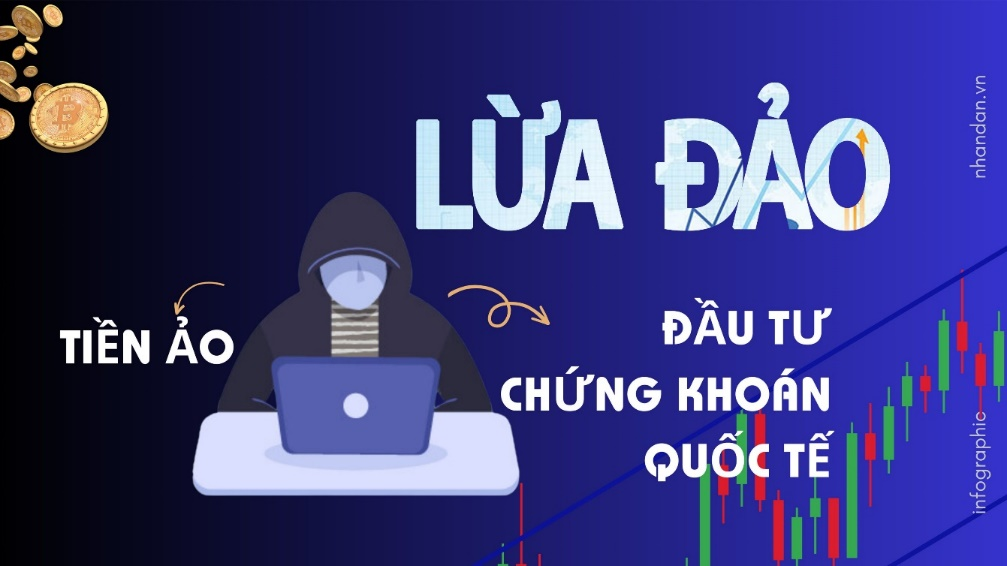 LỪA ĐẢO
TIỀN ẢO
ĐẦU TƯ
CHỨNG KHOÁN
QUỐC TẾ
nhandan.vn
infographic